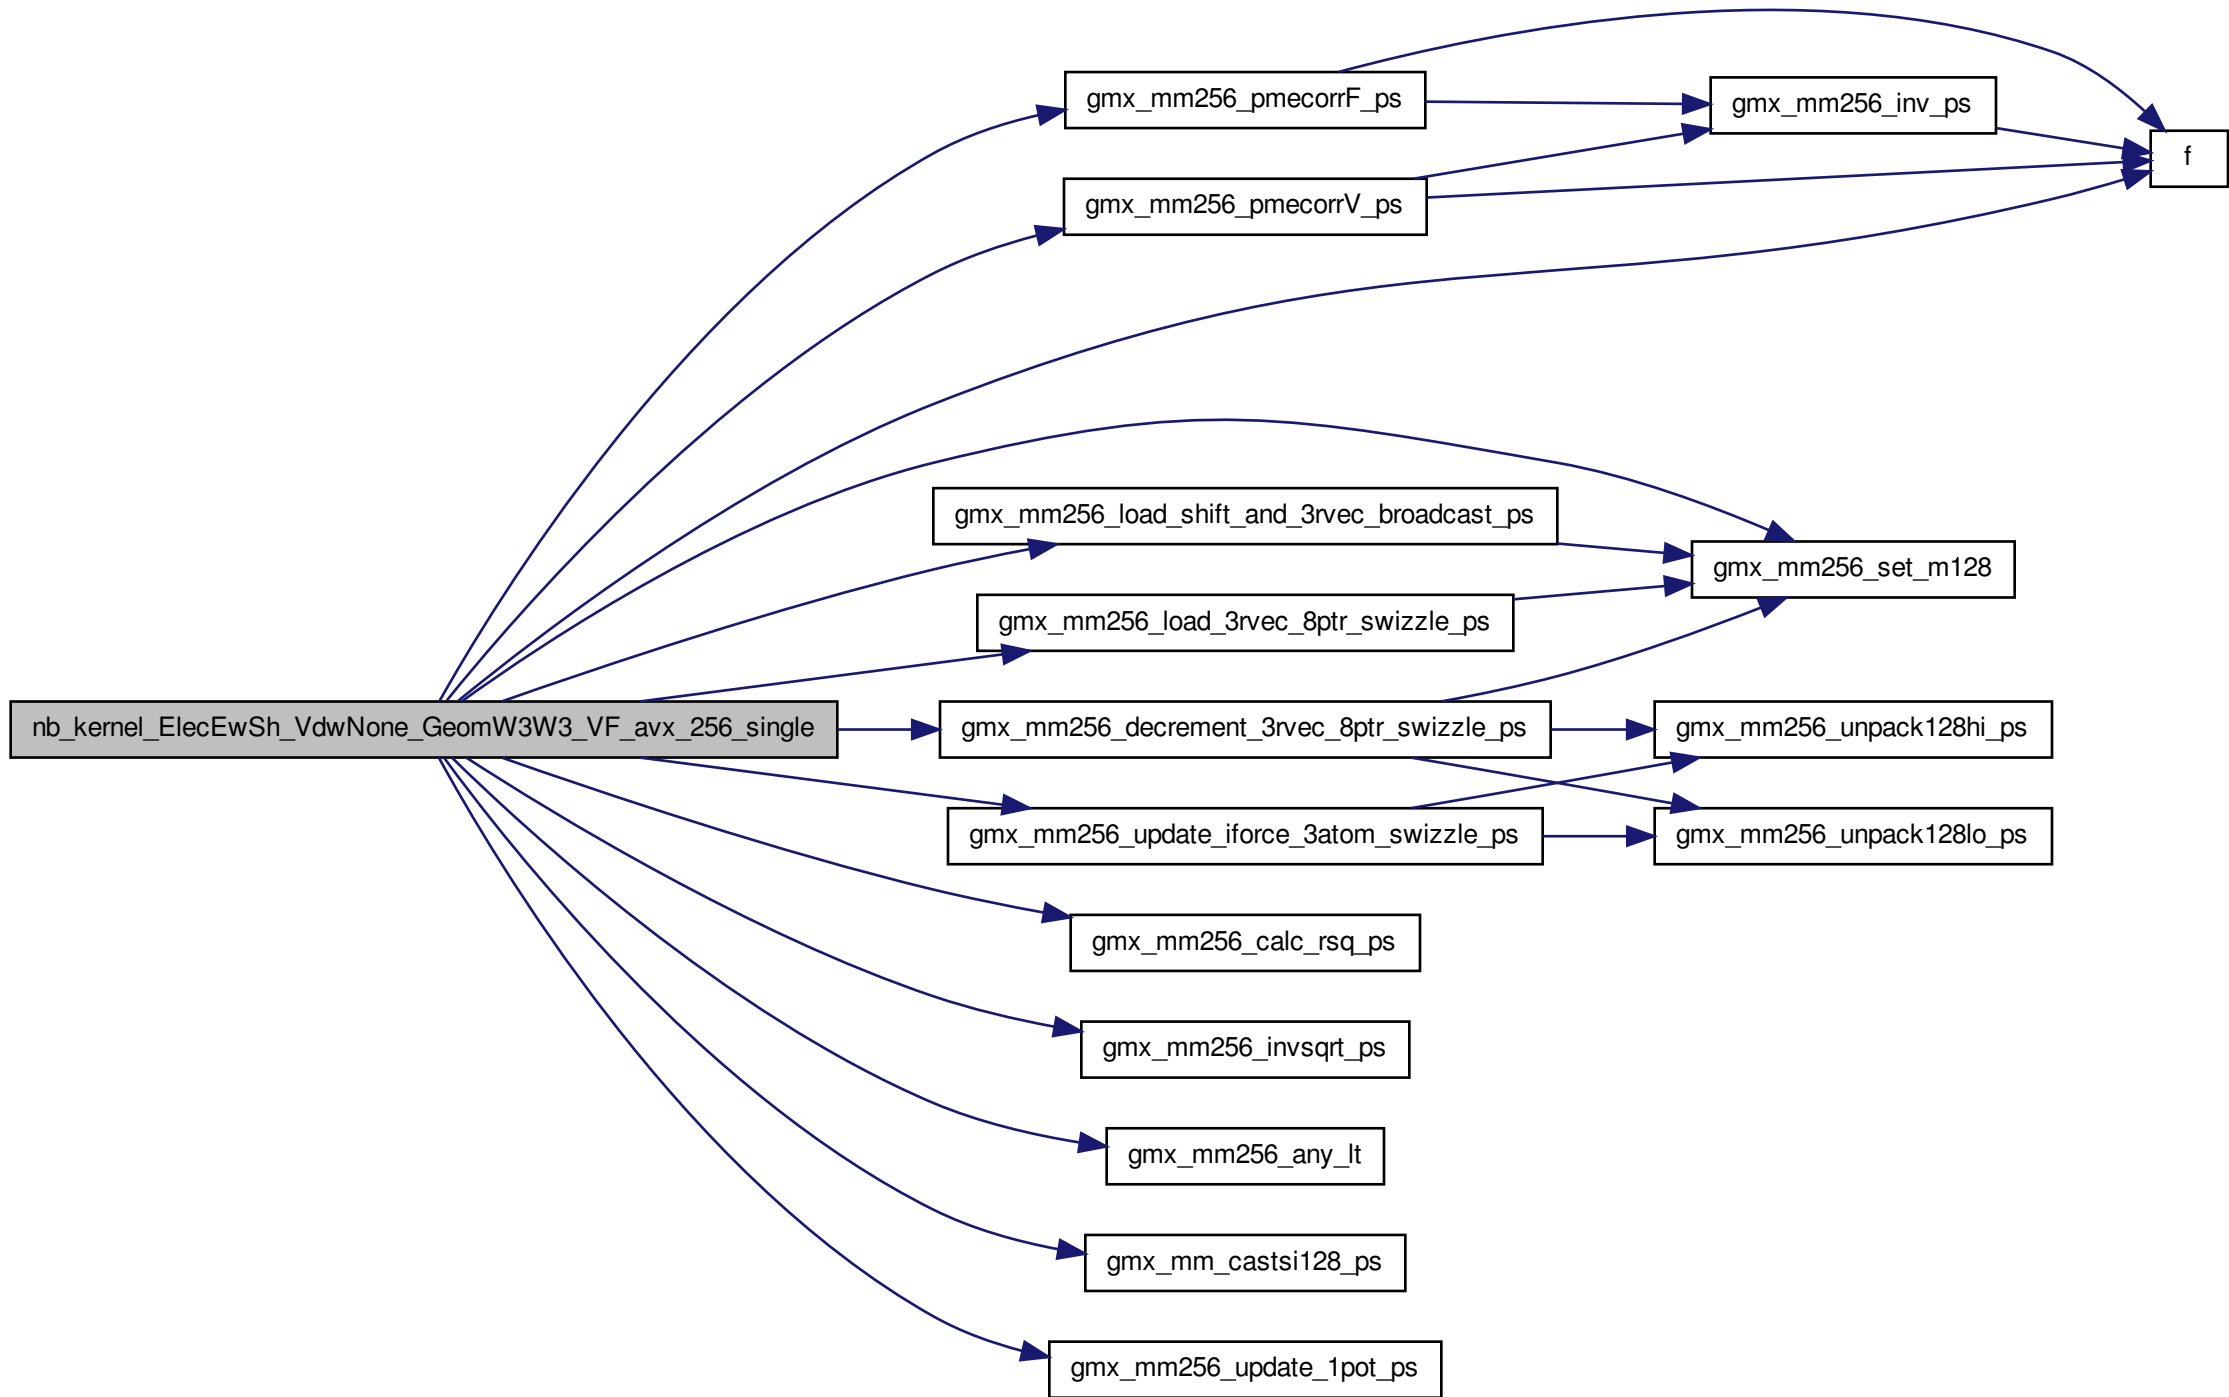 gmx_mm256_pmecorrF_ps
gmx_mm256_inv_ps
f
gmx_mm256_pmecorrV_ps
gmx_mm256_load_shift_and_3rvec_broadcast_ps
gmx_mm256_set_m128
gmx_mm256_load_3rvec_8ptr_swizzle_ps
nb_kernel_ElecEwSh_VdwNone_GeomW3W3_VF_avx_256_single
gmx_mm256_decrement_3rvec_8ptr_swizzle_ps
gmx_mm256_unpack128hi_ps
gmx_mm256_update_iforce_3atom_swizzle_ps
gmx_mm256_unpack128lo_ps
gmx_mm256_calc_rsq_ps
gmx_mm256_invsqrt_ps
gmx_mm256_any_lt
gmx_mm_castsi128_ps
gmx_mm256_update_1pot_ps